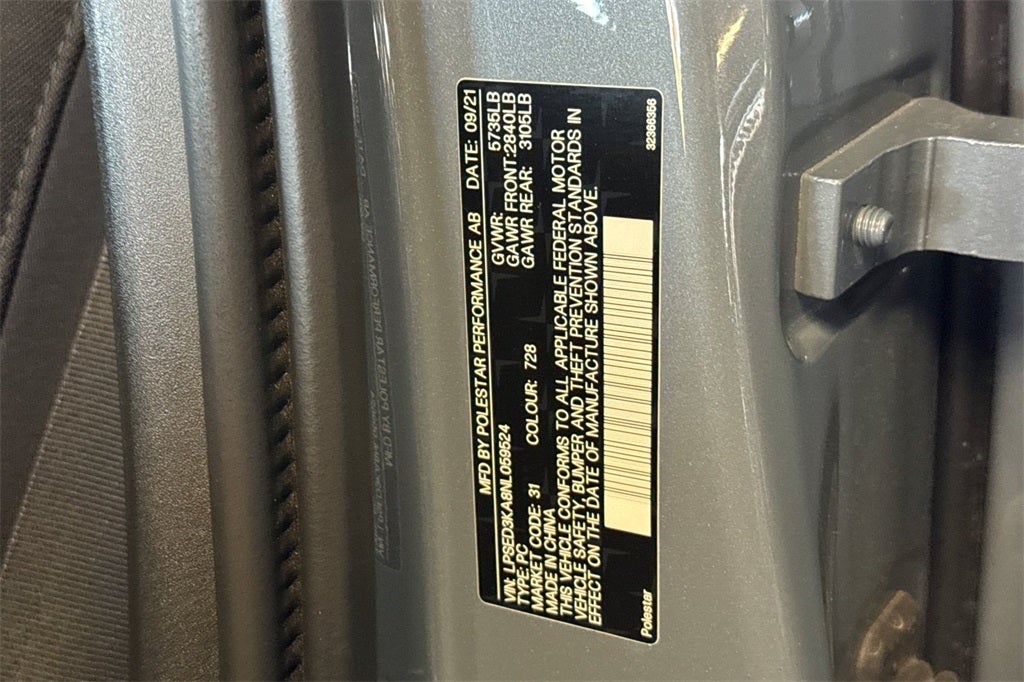 MFD BY POLESTAR PERFORMANCE AB DATE: 09/21
VIN: LPSED3KA8NL059524 GVWR: 5735LB
TYPE: PC GAWR FRONT:2840LB
MARKET CODE: 31 COLOUR: 728 GAWR REAR: 3105LB
MADE IN CHINA
THIS VEHICLE CONFORMS TO ALL APPLICABLE FEDERAL MOTOR
VEHICLE SAFETY, BUMPER AND THEFT PREVENTION STANDARDS IN
EFFECT ON THE DATE OF MANUFACTURE SHOWN ABOVE.
Polestar 32366356